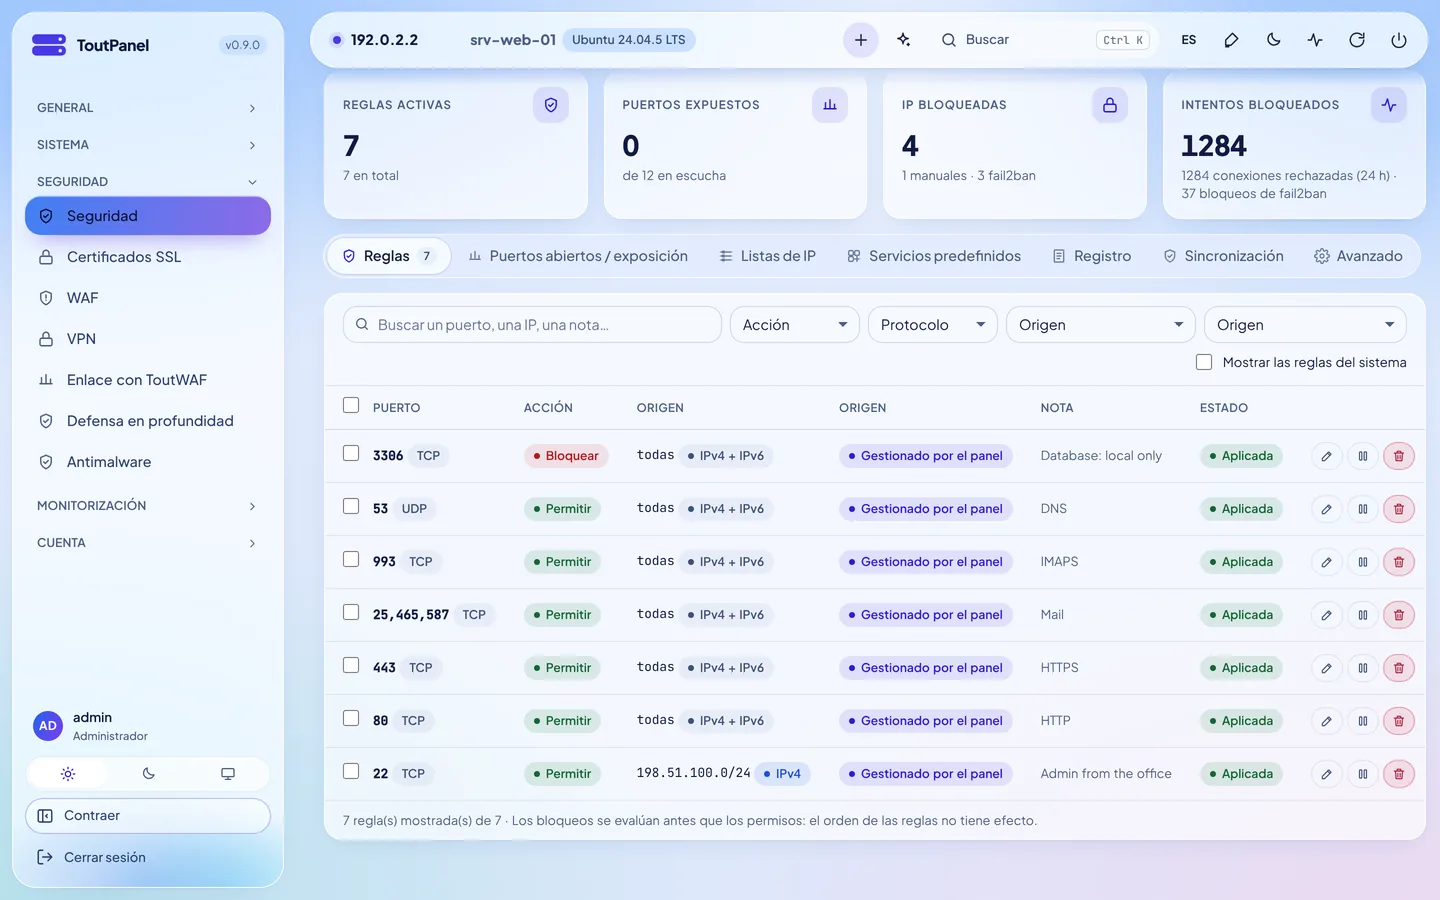 ToutPanel
v0.9.0
GENERAL
SISTEMA
SEGURIDAD
Seguridad
Certificados SSL
WAF
VPN
Enlace con ToutWAF
Defensa en profundidad
Antimalware
MONITORIZACIÓN
CUENTA
AD
admin
Administrador
Contraer
Cerrar sesión
192.0.2.2
srv-web-01 Ubuntu 24.04.5 LTS
Buscar Ctrl K
ES
REGLAS ACTIVAS
7
7 en total
PUERTOS EXPUESTOS
0
de 12 en escucha
IP BLOQUEADAS
4
1 manuales · 3 fail2ban
INTENTOS BLOQUEADOS
1284
1284 conexiones rechazadas (24 h) ·
37 bloqueos de fail2ban
Reglas 7 Puertos abiertos / exposición Listas de IP Servicios predefinidos Registro Sincronización Avanzado
Buscar un puerto, una IP, una nota... Acción Protocolo Origen Origen
Mostrar las reglas del sistema
PUERTO ACCIÓN ORIGEN ORIGEN NOTA ESTADO
3306 TCP Bloquear todas IPv4 + IPv6 Gestionado por el panel Database: local only Aplicada
53 UDP Permitir todas IPv4 + IPv6 Gestionado por el panel DNS Aplicada
993 TCP Permitir todas IPv4 + IPv6 Gestionado por el panel IMAPS Aplicada
25,465,587 TCP Permitir todas IPv4 + IPv6 Gestionado por el panel Mail Aplicada
443 TCP Permitir todas IPv4 + IPv6 Gestionado por el panel HTTPS Aplicada
80 TCP Permitir todas IPv4 + IPv6 Gestionado por el panel HTTP Aplicada
22 TCP Permitir 198.51.100.0/24 IPv4 Gestionado por el panel Admin from the office Aplicada
7 regla(s) mostrada(s) de 7 · Los bloqueos se evalúan antes que los permisos: el orden de las reglas no tiene efecto.